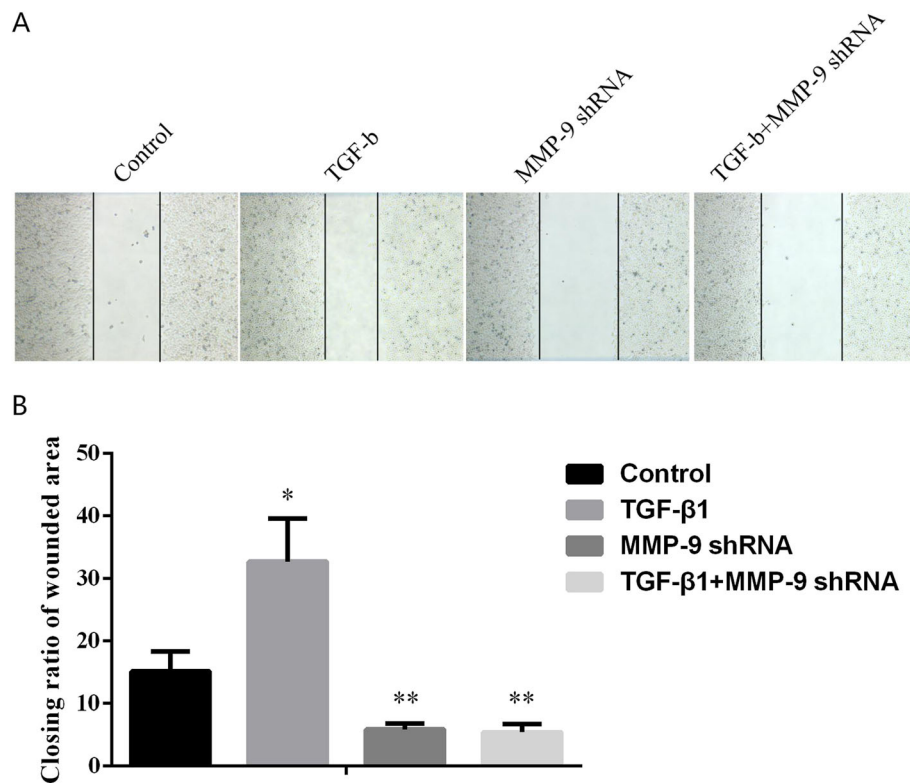 A
Control
TGF-b
MMP-9 shRNA
TGF-b+MMP-9 shRNA
B
Closing ratio of wounded area
50
40
30
20
10
0
*
**
**
Control
TGF-β1
MMP-9 shRNA
TGF-β1+MMP-9 shRNA